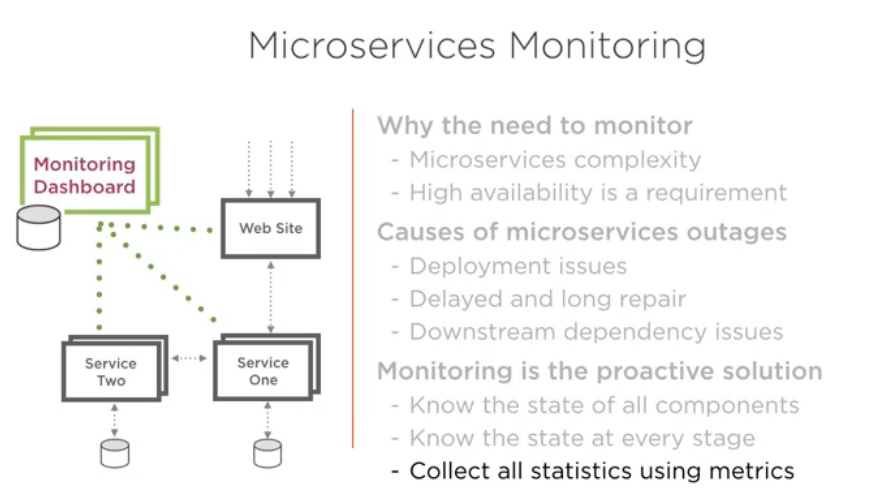 Microservices Monitoring
Monitoring
Dashboard
Web Site
Service
Two
Service
One
Why the need to monitor
- Microservices complexity
- High availability is a requirement
Causes of microservices outages
- Deployment issues
- Delayed and long repair
- Downstream dependency issues
Monitoring is the proactive solution
- Know the state of all components
- Know the state at every stage
- Collect all statistics using metrics